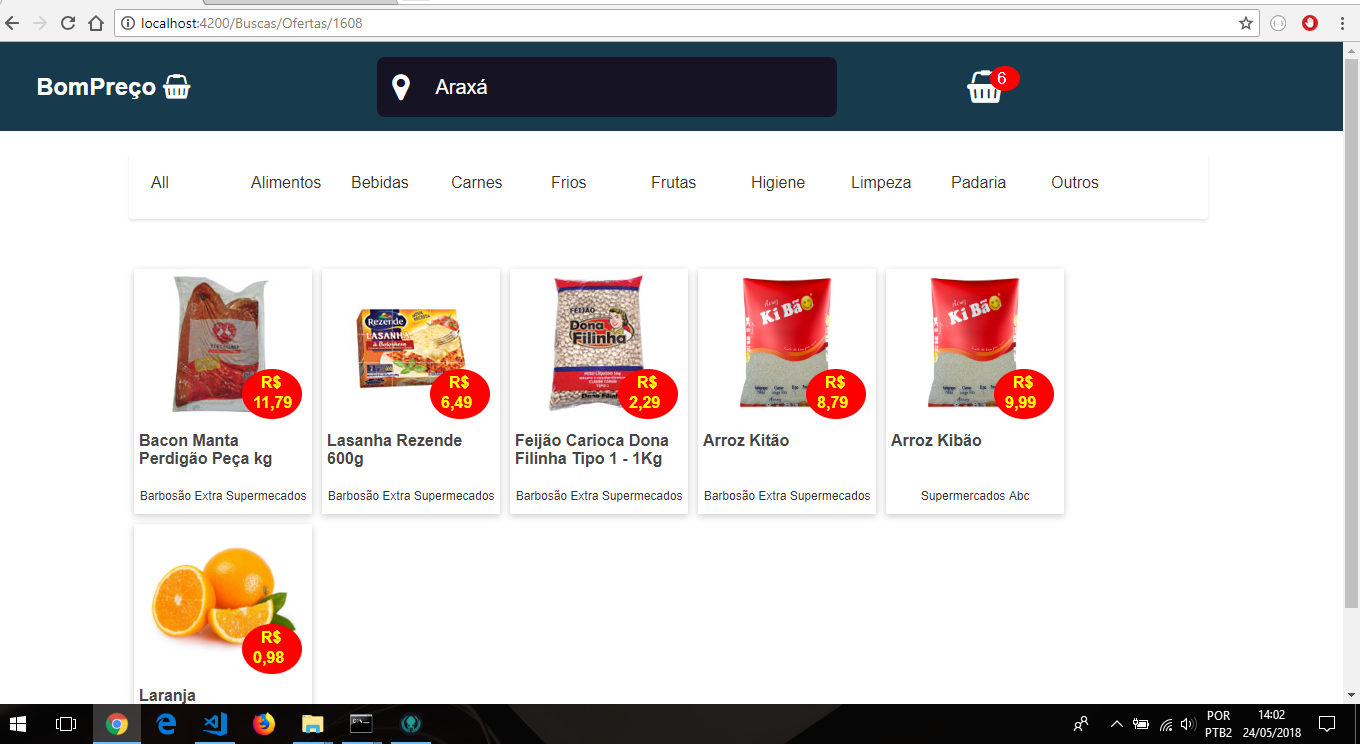 localhost:4200/Buscas/Ofertas/1608
BomPreço
Araxá
6
All Alimentos Bebidas Carnes Frios Frutas Higiene Limpeza Padaria Outros
Rezende
LASANHA
à Bolonhesa
FEIJÃO
Dona
Filinha
Arroz
Ki Bão
Arroz
Ki Bão
R$
11,79
R$
6,49
R$
2,29
R$
8,79
R$
9,99
Bacon Manta
Perdigão Peça kg
Lasanha Rezende
600g
Feijão Carioca Dona
Filinha Tipo 1 - 1Kg
Arroz Kitão
Arroz Kibão
Barbosão Extra Supermecados
Barbosão Extra Supermecados
Barbosão Extra Supermecados
Barbosão Extra Supermecados
Supermercados Abc
R$
0,98
Laranja
POR
PTB2
14:02
24/05/2018